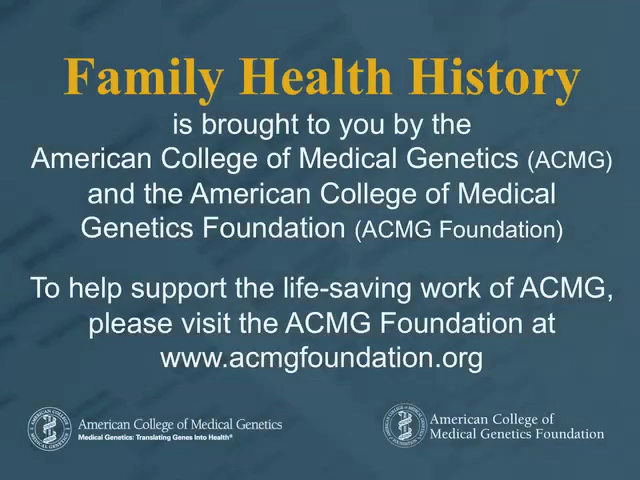 Family Health History
is brought to you by the
American College of Medical Genetics (ACMG)
and the American College of Medical
Genetics Foundation (ACMG Foundation)
To help support the life-saving work of ACMG,
please visit the ACMG Foundation at
www.acmgfoundation.org
American College of Medical Genetics
Medical Genetics: Translating Genes Into Health®
American College of
Medical Genetics Foundation